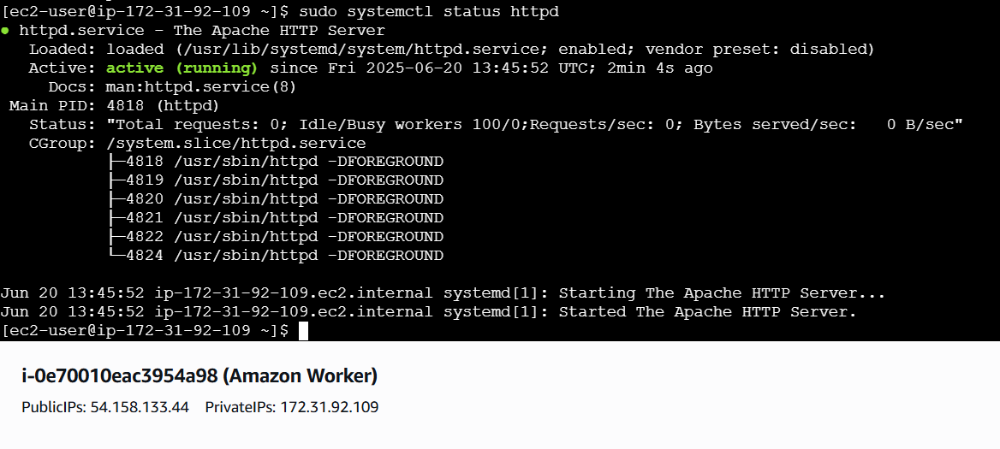 [ec2-user@ip-172-31-92-109 ~]$ sudo systemctl status httpd
● httpd.service - The Apache HTTP Server
   Loaded: loaded (/usr/lib/systemd/system/httpd.service; enabled; vendor preset: disabled)
   Active: active (running) since Fri 2025-06-20 13:45:52 UTC; 2min 4s ago
     Docs: man:httpd.service(8)
 Main PID: 4818 (httpd)
   Status: "Total requests: 0; Idle/Busy workers 100/0;Requests/sec: 0; Bytes served/sec:   0 B/sec"
   CGroup: /system.slice/httpd.service
           ├─4818 /usr/sbin/httpd -DFOREGROUND
           ├─4819 /usr/sbin/httpd -DFOREGROUND
           ├─4820 /usr/sbin/httpd -DFOREGROUND
           ├─4821 /usr/sbin/httpd -DFOREGROUND
           ├─4822 /usr/sbin/httpd -DFOREGROUND
           └─4824 /usr/sbin/httpd -DFOREGROUND
Jun 20 13:45:52 ip-172-31-92-109.ec2.internal systemd[1]: Starting The Apache HTTP Server...
Jun 20 13:45:52 ip-172-31-92-109.ec2.internal systemd[1]: Started The Apache HTTP Server.
[ec2-user@ip-172-31-92-109 ~]$
i-0e70010eac3954a98 (Amazon Worker)
PublicIPs: 54.158.133.44    PrivateIPs: 172.31.92.109